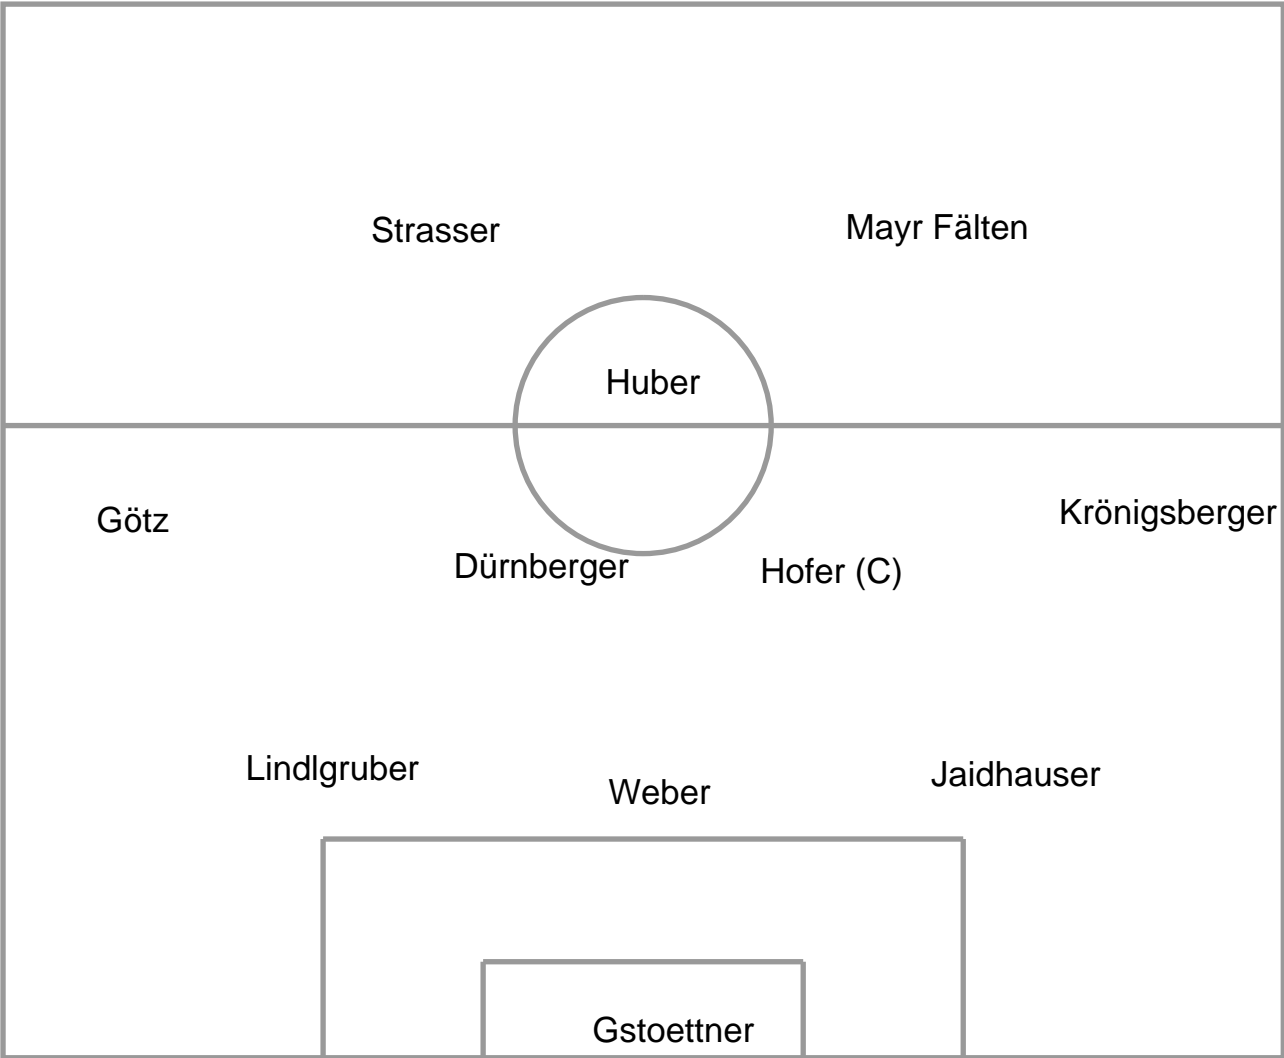 Strasser
Mayr Fälten
Huber
Götz
Krönigsberger
Dürnberger
Hofer (C)
Lindlgruber
Weber
Jaidhauser
Gstoettner